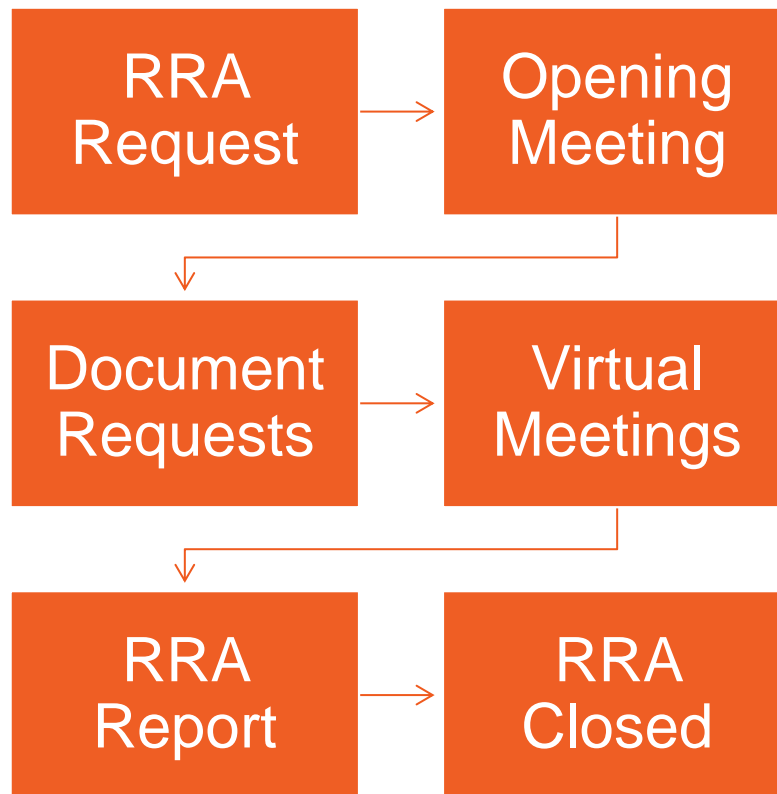 RRA
Request
Opening
Meeting
Document
Requests
Virtual
Meetings
RRA
Report
RRA
Closed